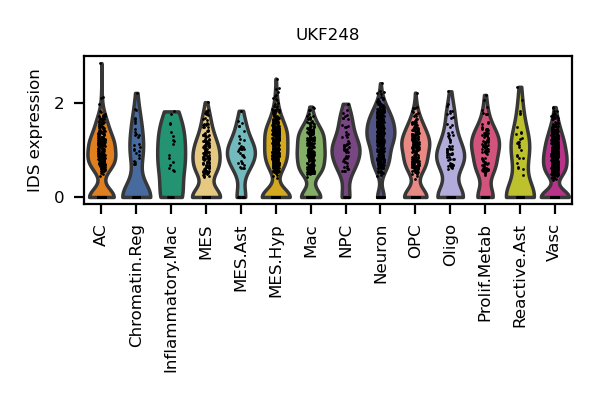 UKF248
IDS expression
2
0
AC
Chromatin.Reg
Inflammatory.Mac
MES
MES.Ast
MES.Hyp
Mac
NPC
Neuron
OPC
Oligo
Prolif.Metab
Reactive.Ast
Vasc